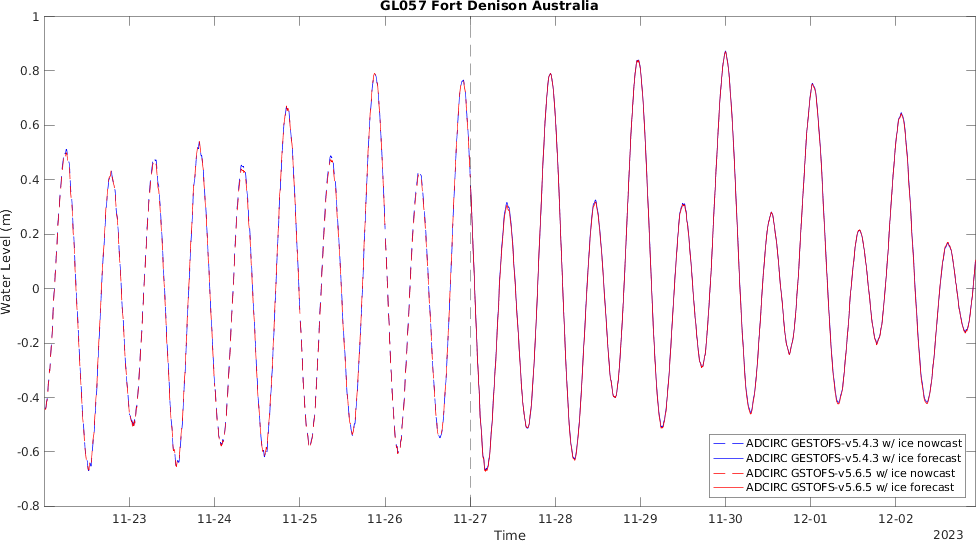 GL057 Fort Denison Australia
1
0.8
0.6
0.4
0.2
0
-0.2
-0.4
-0.6
-0.8
Water Level (m)
ADCIRC GESTOFS-v5.4.3 w/ ice nowcast
ADCIRC GESTOFS-v5.4.3 w/ ice forecast
ADCIRC GSTOFS-v5.6.5 w/ ice nowcast
ADCIRC GSTOFS-v5.6.5 w/ ice forecast
11-23 11-24 11-25 11-26 11-27 11-28 11-29 11-30 12-01 12-02
Time
2023